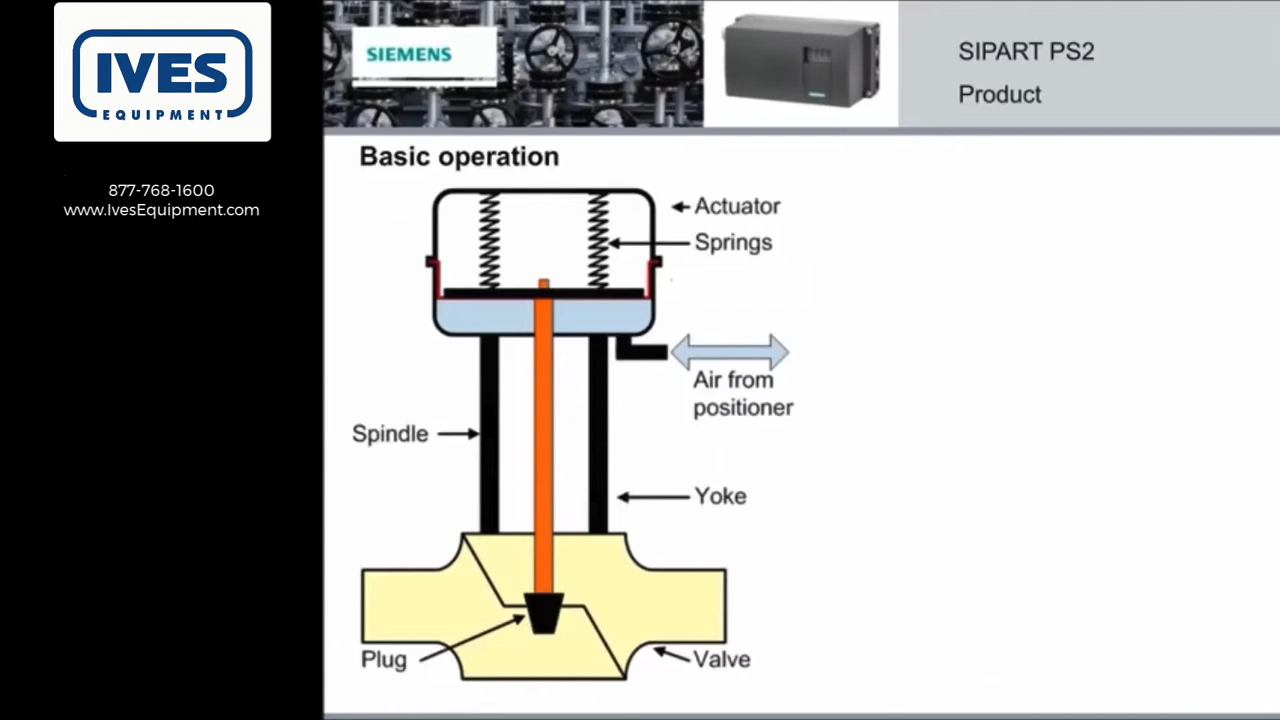 IVES
EQUIPMENT
877-768-1600
www.IvesEquipment.com
SIEMENS
SIPART PS2
Product
Basic operation
Actuator
Springs
Air from
positioner
Spindle
Yoke
Plug
Valve